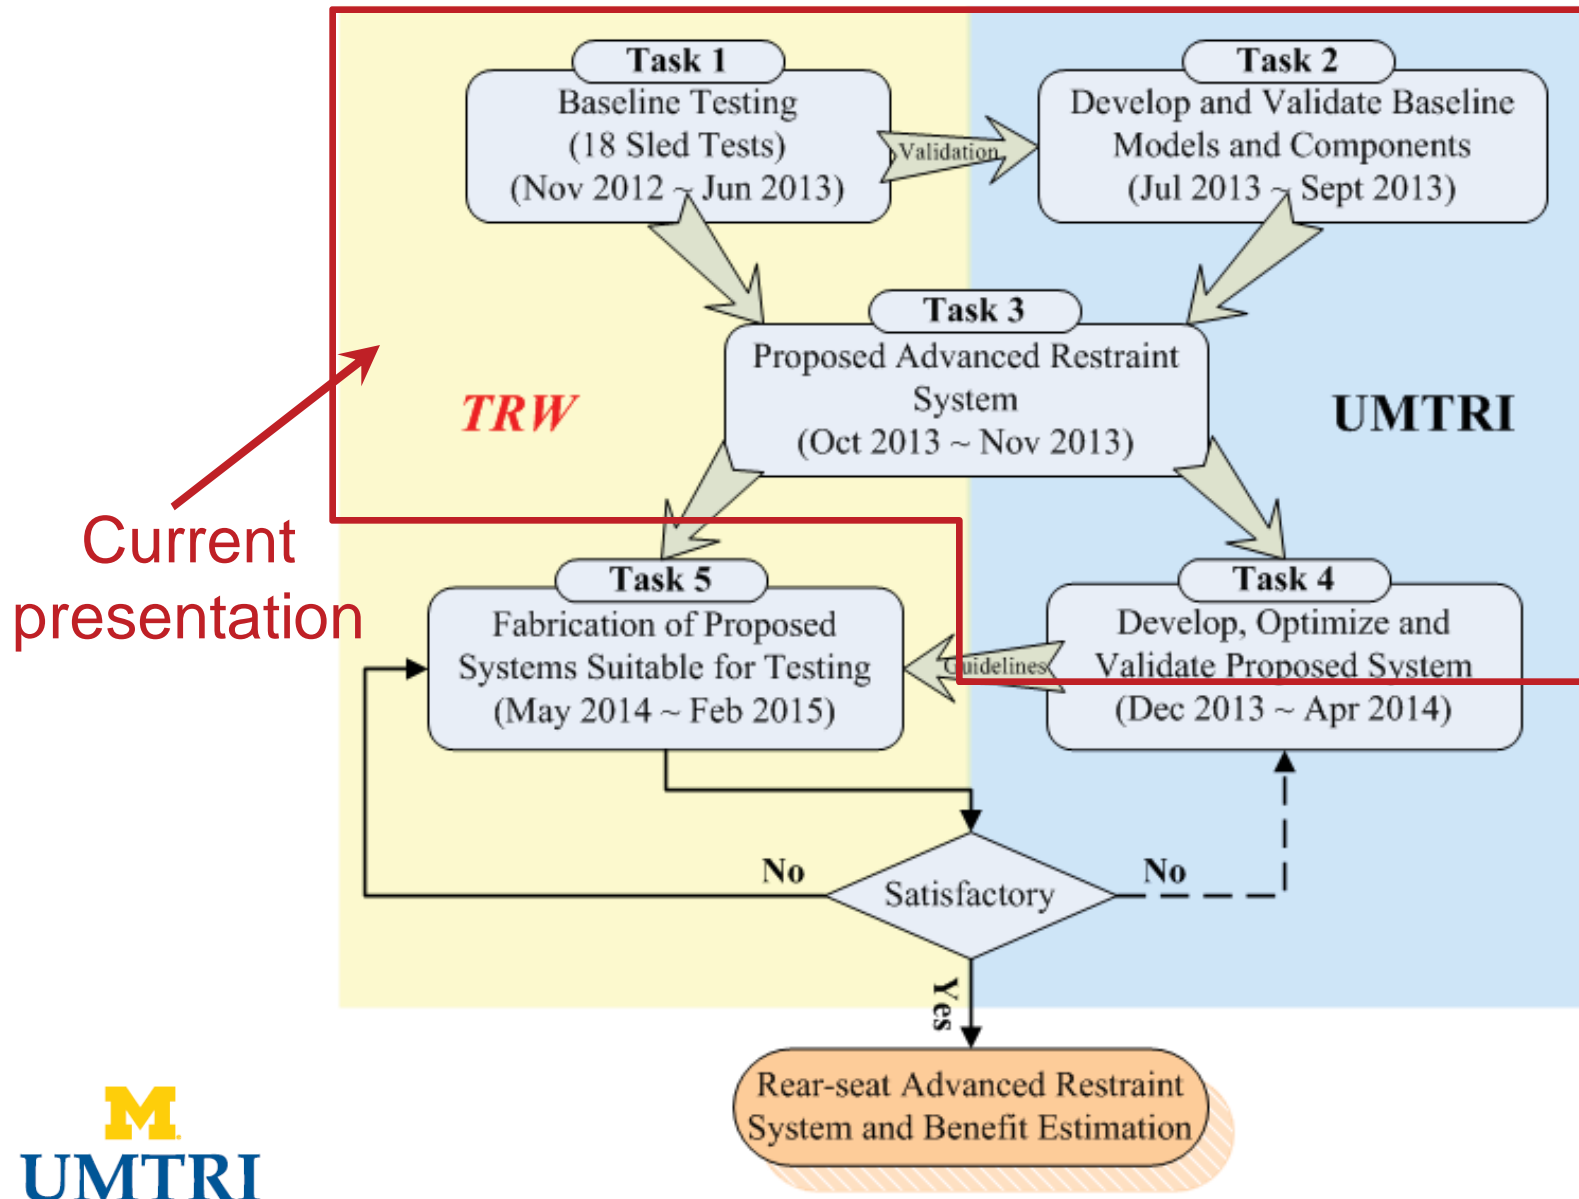 Task 1
Baseline Testing
(18 Sled Tests)
(Nov 2012 ~ Jun 2013)
Validation
Task 2
Develop and Validate Baseline
Models and Components
(Jul 2013 ~ Sept 2013)
Task 3
Proposed Advanced Restraint
System
(Oct 2013 ~ Nov 2013)
TRW
UMTRI
Current
presentation
Task 5
Fabrication of Proposed
Systems Suitable for Testing
(May 2014 ~ Feb 2015)
Guidelines
Task 4
Develop, Optimize and
Validate Proposed System
(Dec 2013 ~ Apr 2014)
No
Satisfactory
No
Yes
Rear-seat Advanced Restraint
System and Benefit Estimation
M
UMTRI